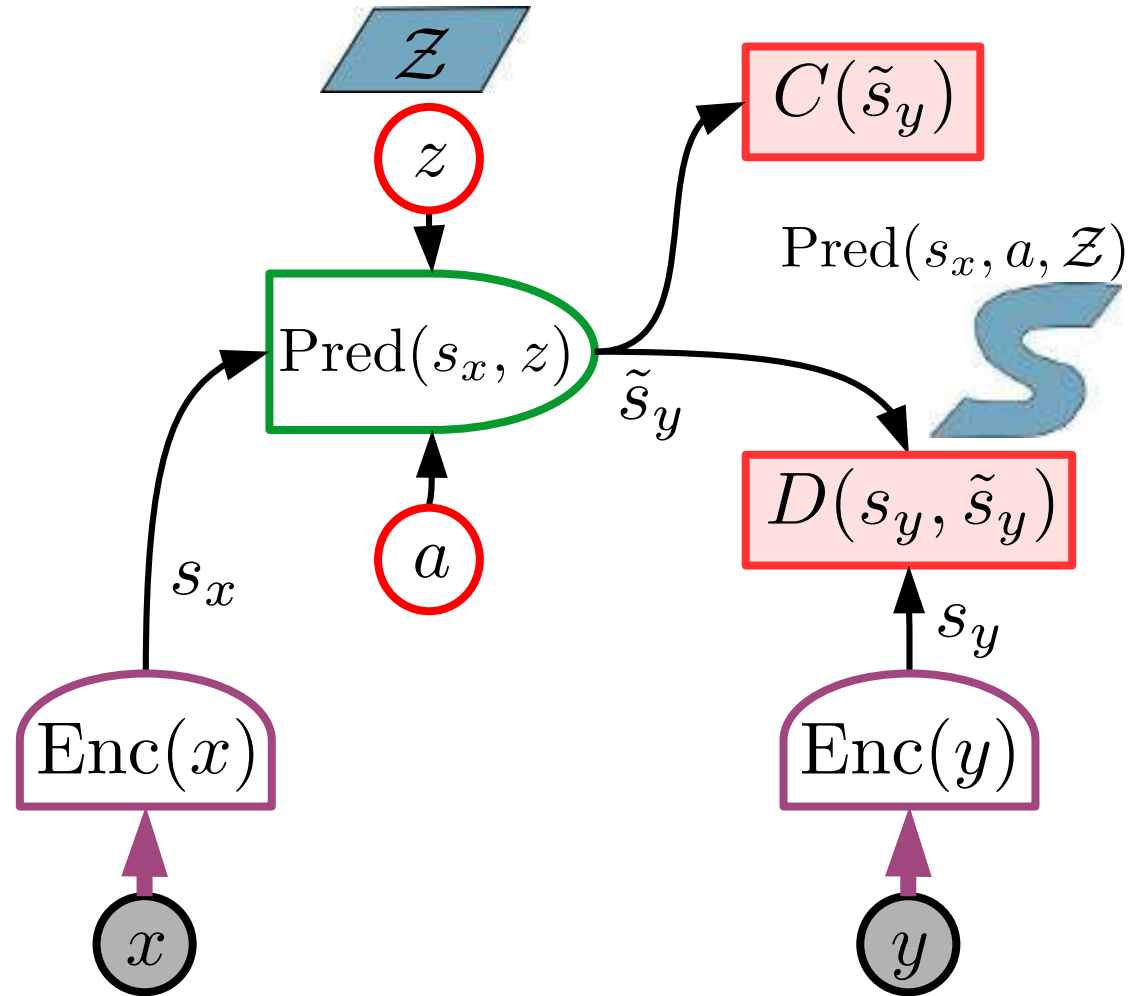 𝒵
z
C(s̃_y)
Pred(s_x, a, 𝒵)
Pred(s_x, z)
s̃_y
D(s_y, s̃_y)
a
s_x
s_y
Enc(x)
Enc(y)
x
y